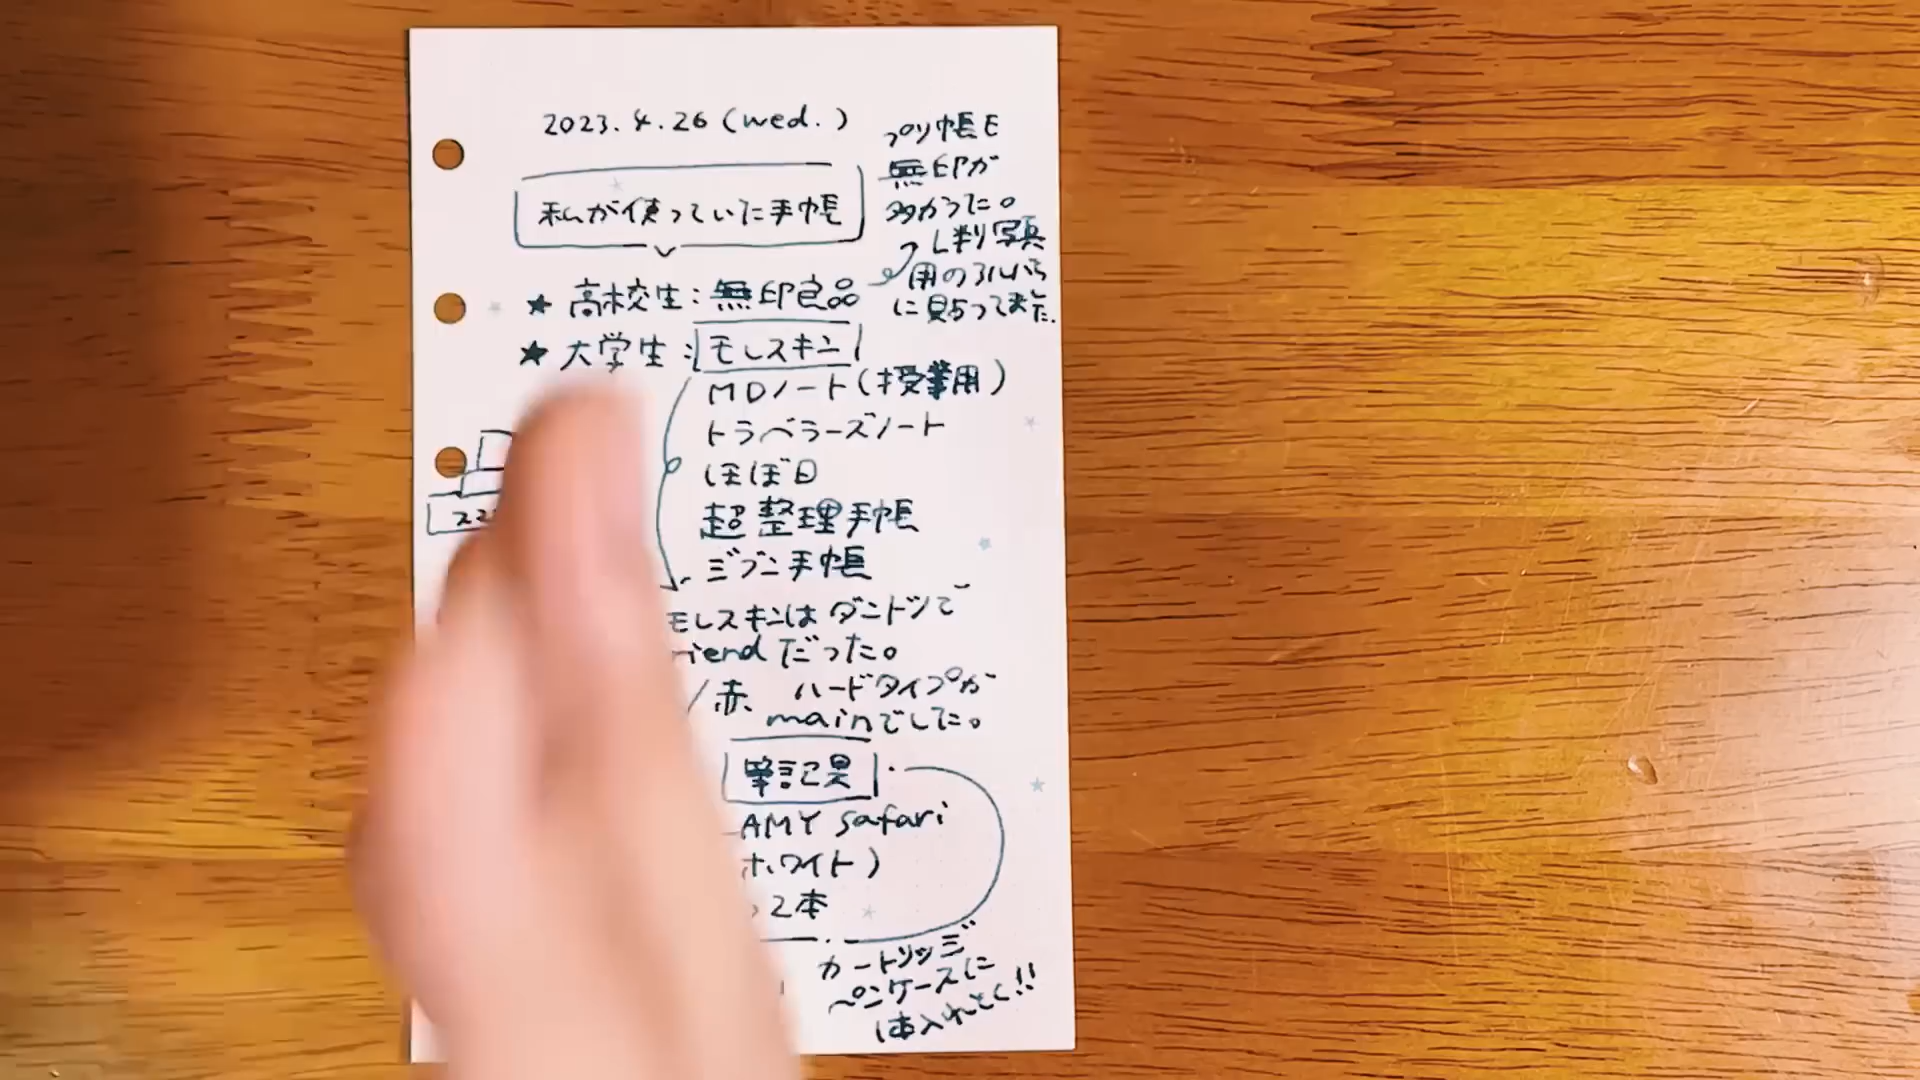 2023.4.26(wed.)
私が使っていた手帳
プリ帳も
無印が
多かった。
L判写真
用のアルバム
に貼ってました。
★ 高校生:無印良品
★ 大学生:モレスキン
MDノート(授業用)
トラベラーズノート
ほぼ日
超整理手帳
ジブン手帳
22
モレスキンはダントツで
riendだった。
/赤 ハードタイプが
mainでした。
筆記具
AMY safari
ホワイト)
2本
カートリッジ
ペンケースに
1本入れとく!!